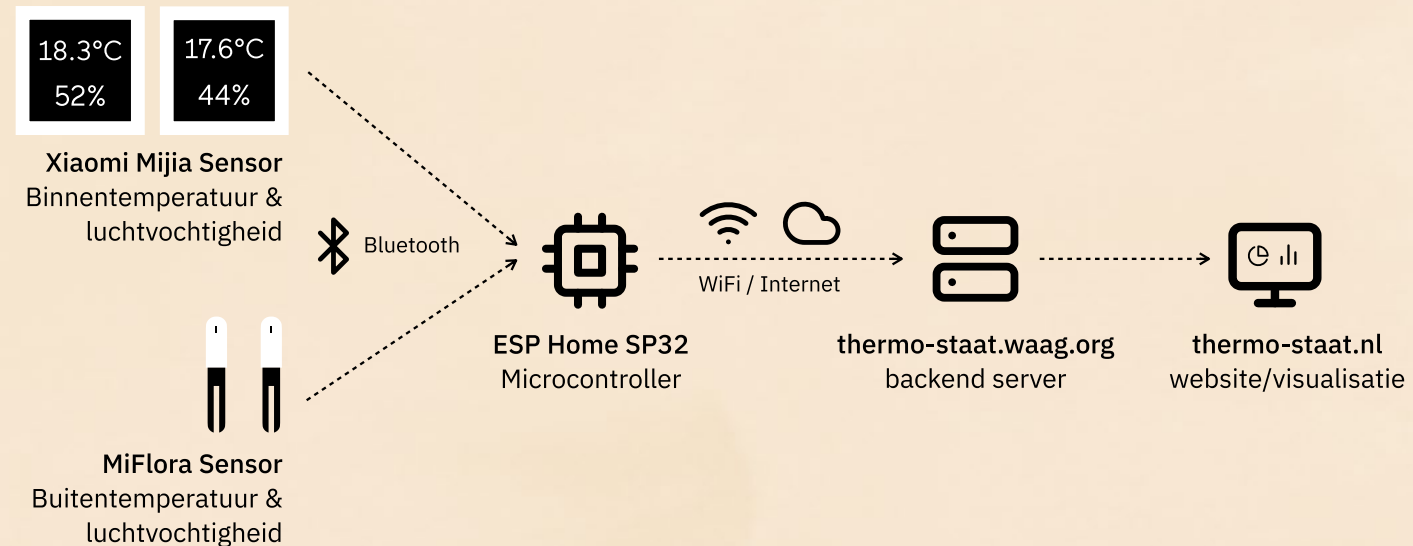 18.3°C
52%
17.6°C
44%
Xiaomi Mijia Sensor
Binnentemperatuur &
luchtvochtigheid
Bluetooth
MiFlora Sensor
Buitentemperatuur &
luchtvochtigheid
ESP Home SP32
Microcontroller
WiFi / Internet
thermo-staat.waag.org
backend server
thermo-staat.nl
website/visualisatie